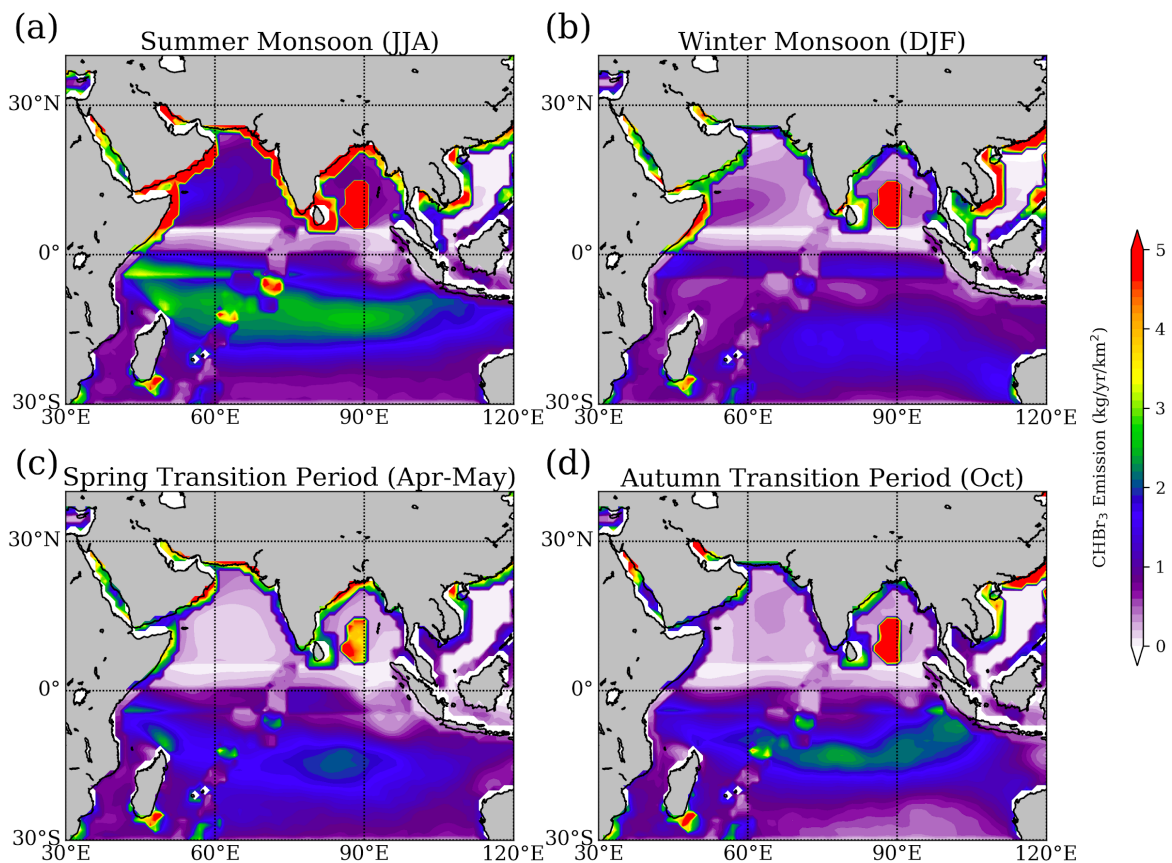 (a)
Summer Monsoon (JJA)
30°N
0°
30°S
30°E
60°E
90°E
120°E
(b)
Winter Monsoon (DJF)
30°N
0°
30°S
30°E
60°E
90°E
120°E
(c)
Spring Transition Period (Apr-May)
30°N
0°
30°S
30°E
60°E
90°E
120°E
(d)
Autumn Transition Period (Oct)
30°N
0°
30°S
30°E
60°E
90°E
120°E
5
4
3
2
1
0
CHBr₃ Emission (kg/yr/km²)